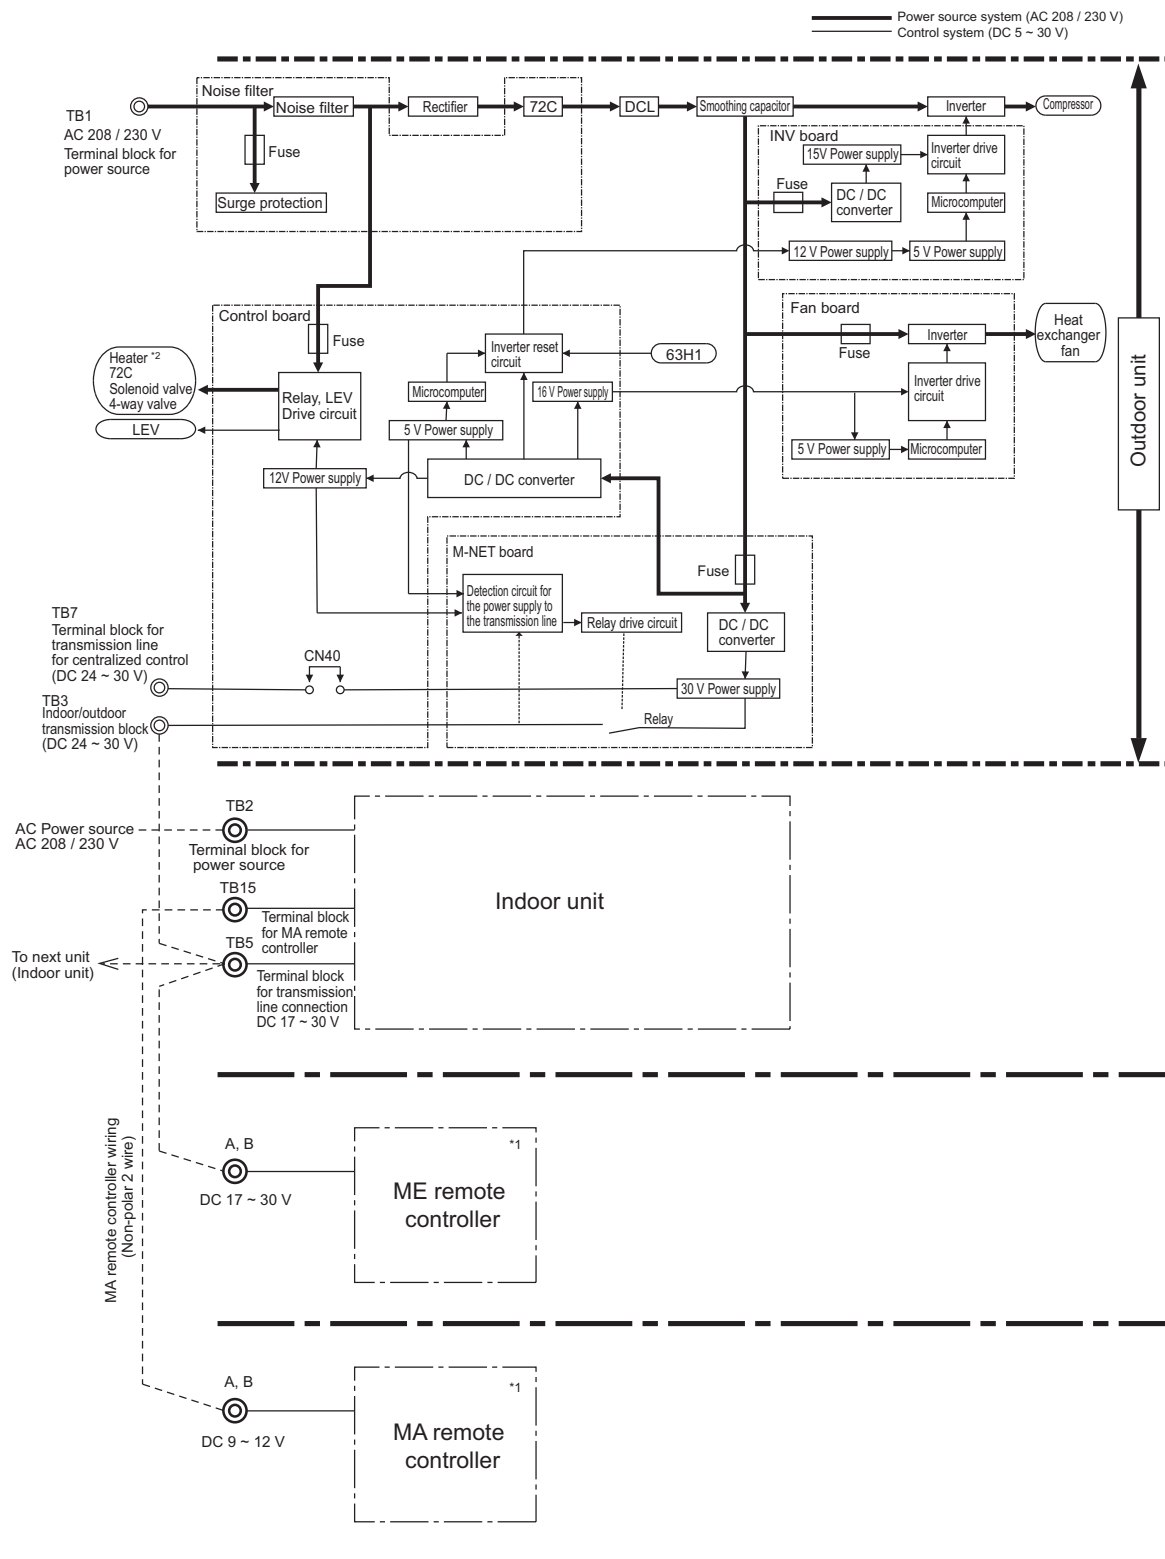 Power source system (AC 208 / 230 V)
Control system (DC 5 ~ 30 V)
Noise filter
Noise filter
Rectifier
72C
DCL
Smoothing capacitor
Inverter
Compressor
TB1
AC 208 / 230 V
Terminal block for
power source
Fuse
Surge protection
INV board
15V Power supply
Inverter drive
circuit
Fuse
DC / DC
converter
Microcomputer
12 V Power supply
5 V Power supply
Control board
Fuse
Inverter reset
circuit
63H1
Fan board
Fuse
Inverter
Heat
exchanger
fan
Heater *2
72C
Solenoid valve
4-way valve
LEV
Relay, LEV
Drive circuit
Microcomputer
16 V Power supply
Inverter drive
circuit
5 V Power supply
5 V Power supply
Microcomputer
12V Power supply
DC / DC converter
Outdoor unit
M-NET board
Fuse
Detection circuit for
the power supply to
the transmission line
Relay drive circuit
DC / DC
converter
TB7
Terminal block for
transmission line
for centralized control
(DC 24 ~ 30 V)
CN40
30 V Power supply
TB3
Indoor/outdoor
transmission block
(DC 24 ~ 30 V)
Relay
TB2
AC Power source
AC 208 / 230 V
Terminal block for
power source
TB15
Terminal block
for MA remote
controller
Indoor unit
TB5
To next unit
(Indoor unit)
Terminal block
for transmission
line connection
DC 17 ~ 30 V
MA remote controller wiring
(Non-polar 2 wire)
A, B
DC 17 ~ 30 V
*1
ME remote
controller
A, B
DC 9 ~ 12 V
*1
MA remote
controller